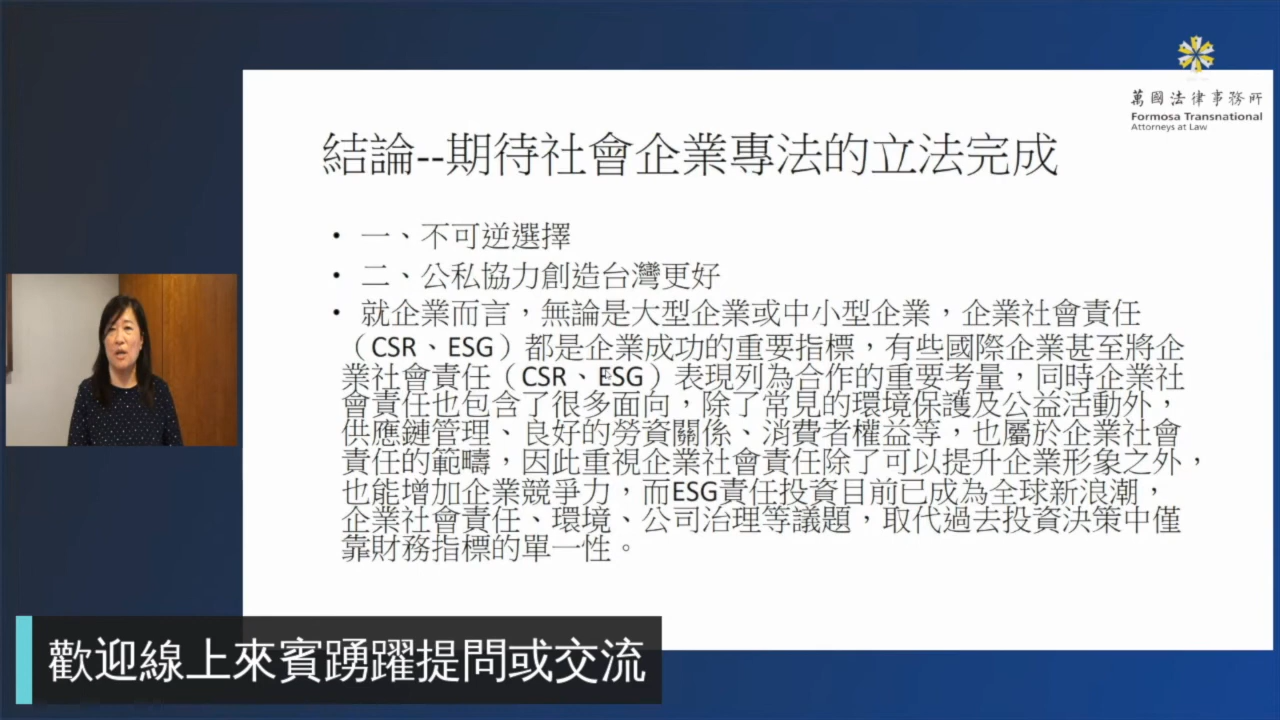 萬國法律事務所
Formosa Transnational
Attorneys at Law
結論--期待社會企業專法的立法完成
• 一、不可逆選擇
• 二、公私協力創造台灣更好
• 就企業而言，無論是大型企業或中小型企業，企業社會責任
（CSR、ESG）都是企業成功的重要指標，有些國際企業甚至將企
業社會責任（CSR、ESG）表現列為合作的重要考量，同時企業社
會責任也包含了很多面向，除了常見的環境保護及公益活動外，
供應鏈管理、良好的勞資關係、消費者權益等，也屬於企業社會
責任的範疇，因此重視企業社會責任除了可以提升企業形象之外，
也能增加企業競爭力，而ESG責任投資目前已成為全球新浪潮，
企業社會責任、環境、公司治理等議題，取代過去投資決策中僅
靠財務指標的單一性。
歡迎線上來賓踴躍提問或交流